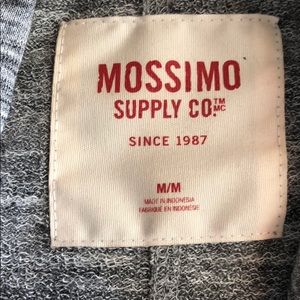 MOSSIMO
SUPPLY CO.™ MC
SINCE 1987
M/M
MADE IN INDONESIA
FABRIQUÉ EN INDONÉSIE